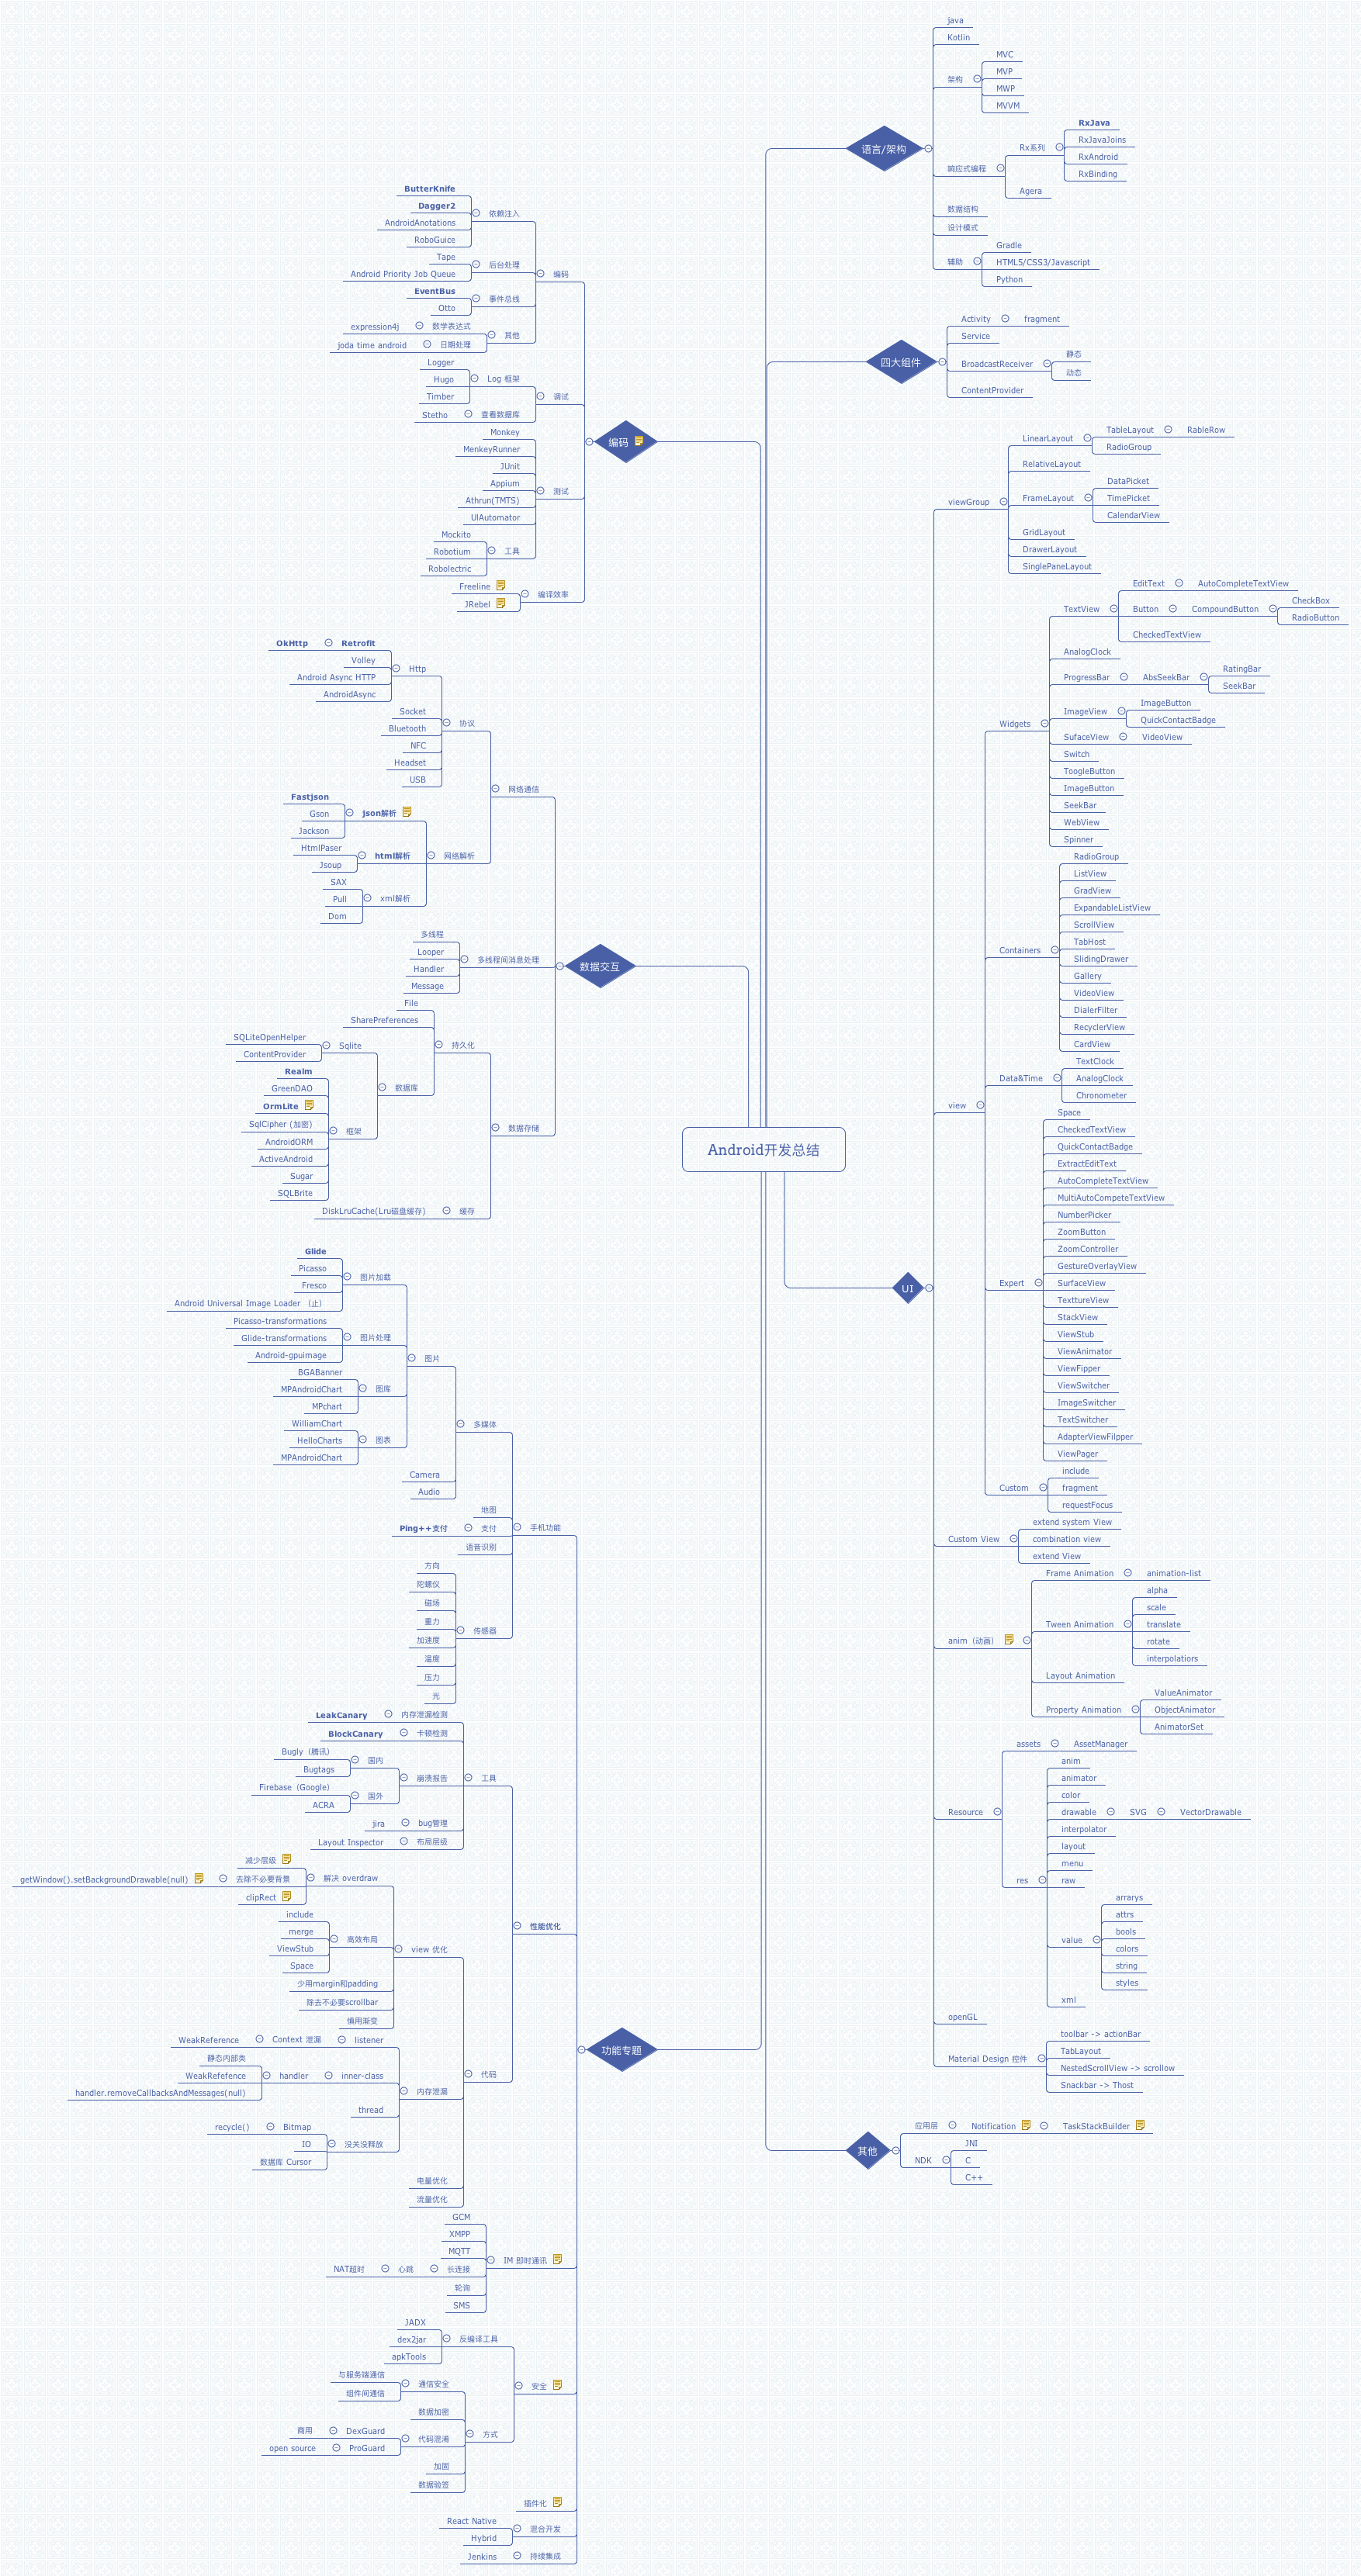 Android开发总结
语言/架构
java
Kotlin
架构
MVC
MVP
MWP
MVVM
响应式编程
Rx系列
RxJava
RxJavaJoins
RxAndroid
RxBinding
Agera
数据结构
设计模式
辅助
Gradle
HTML5/CSS3/Javascript
Python
四大组件
Activity
fragment
Service
BroadcastReceiver
静态
动态
ContentProvider
UI
viewGroup
LinearLayout
TableLayout
RableRow
RadioGroup
RelativeLayout
FrameLayout
DataPicket
TimePicket
CalendarView
GridLayout
DrawerLayout
SinglePaneLayout
view
Widgets
TextView
EditText
AutoCompleteTextView
Button
CompoundButton
CheckBox
RadioButton
CheckedTextView
AnalogClock
ProgressBar
AbsSeekBar
RatingBar
SeekBar
ImageView
ImageButton
QuickContactBadge
SufaceView
VideoView
Switch
ToogleButton
ImageButton
SeekBar
WebView
Spinner
Containers
RadioGroup
ListView
GradView
ExpandableListView
ScrollView
TabHost
SlidingDrawer
Gallery
VideoView
DialerFilter
RecyclerView
CardView
Data&Time
TextClock
AnalogClock
Chronometer
Expert
Space
CheckedTextView
QuickContactBadge
ExtractEditText
AutoCompleteTextView
MultiAutoCompeteTextView
NumberPicker
ZoomButton
ZoomController
GestureOverlayView
SurfaceView
TexttureView
StackView
ViewStub
ViewAnimator
ViewFipper
ViewSwitcher
ImageSwitcher
TextSwitcher
AdapterViewFilpper
ViewPager
Custom
include
fragment
requestFocus
Custom View
extend system View
combination view
extend View
anim（动画）
Frame Animation
animation-list
Tween Animation
alpha
scale
translate
rotate
interpolatiors
Layout Animation
Property Animation
ValueAnimator
ObjectAnimator
AnimatorSet
Resource
assets
AssetManager
res
anim
animator
color
drawable
SVG
VectorDrawable
interpolator
layout
menu
raw
value
arrarys
attrs
bools
colors
string
styles
xml
openGL
Material Design 控件
toolbar -> actionBar
TabLayout
NestedScrollView -> scrollow
Snackbar -> Thost
其他
应用层
Notification
TaskStackBuilder
NDK
JNI
C
C++
编码
编码
依赖注入
ButterKnife
Dagger2
AndroidAnotations
RoboGuice
后台处理
Tape
Android Priority Job Queue
事件总线
EventBus
Otto
其他
数学表达式
expression4j
日期处理
joda time android
调试
Log 框架
Logger
Hugo
Timber
查看数据库
Stetho
测试
Monkey
MenkeyRunner
JUnit
Appium
Athrun(TMTS)
UIAutomator
工具
Mockito
Robotium
Robolectric
编译效率
Freeline
JRebel
数据交互
网络通信
协议
Http
Retrofit
OkHttp
Volley
Android Async HTTP
AndroidAsync
Socket
Bluetooth
NFC
Headset
USB
网络解析
json解析
Fastjson
Gson
Jackson
html解析
HtmlPaser
Jsoup
xml解析
SAX
Pull
Dom
多线程间消息处理
多线程
Looper
Handler
Message
数据存储
持久化
File
SharePreferences
数据库
Sqlite
SQLiteOpenHelper
ContentProvider
框架
Realm
GreenDAO
OrmLite
SqlCipher (加密)
AndroidORM
ActiveAndroid
Sugar
SQLBrite
缓存
DiskLruCache(Lru磁盘缓存)
功能专题
手机功能
多媒体
图片
图片加载
Glide
Picasso
Fresco
Android Universal Image Loader （止）
图片处理
Picasso-transformations
Glide-transformations
Android-gpuimage
图库
BGABanner
MPAndroidChart
MPchart
图表
WilliamChart
HelloCharts
MPAndroidChart
Camera
Audio
地图
支付
Ping++支付
语音识别
传感器
方向
陀螺仪
磁场
重力
加速度
温度
压力
光
性能优化
工具
内存泄漏检测
LeakCanary
卡顿检测
BlockCanary
崩溃报告
国内
Bugly（腾讯）
Bugtags
国外
Firebase（Google）
ACRA
bug管理
jira
布局层级
Layout Inspector
代码
view 优化
解决 overdraw
减少层级
去除不必要背景
getWindow().setBackgroundDrawable(null)
clipRect
高效布局
include
merge
ViewStub
Space
少用margin和padding
除去不必要scrollbar
慎用渐变
内存泄漏
listener
Context 泄漏
WeakReference
inner-class
handler
静态内部类
WeakRefence
handler.removeCallbacksAndMessages(null)
thread
没关没释放
Bitmap
recycle()
IO
数据库 Cursor
电量优化
流量优化
IM 即时通讯
GCM
XMPP
MQTT
长连接
心跳
NAT超时
轮询
SMS
安全
反编译工具
JADX
dex2jar
apkTools
方式
通信安全
与服务端通信
组件间通信
数据加密
代码混淆
DexGuard
商用
ProGuard
open source
加固
数据验签
插件化
混合开发
React Native
Hybrid
持续集成
Jenkins